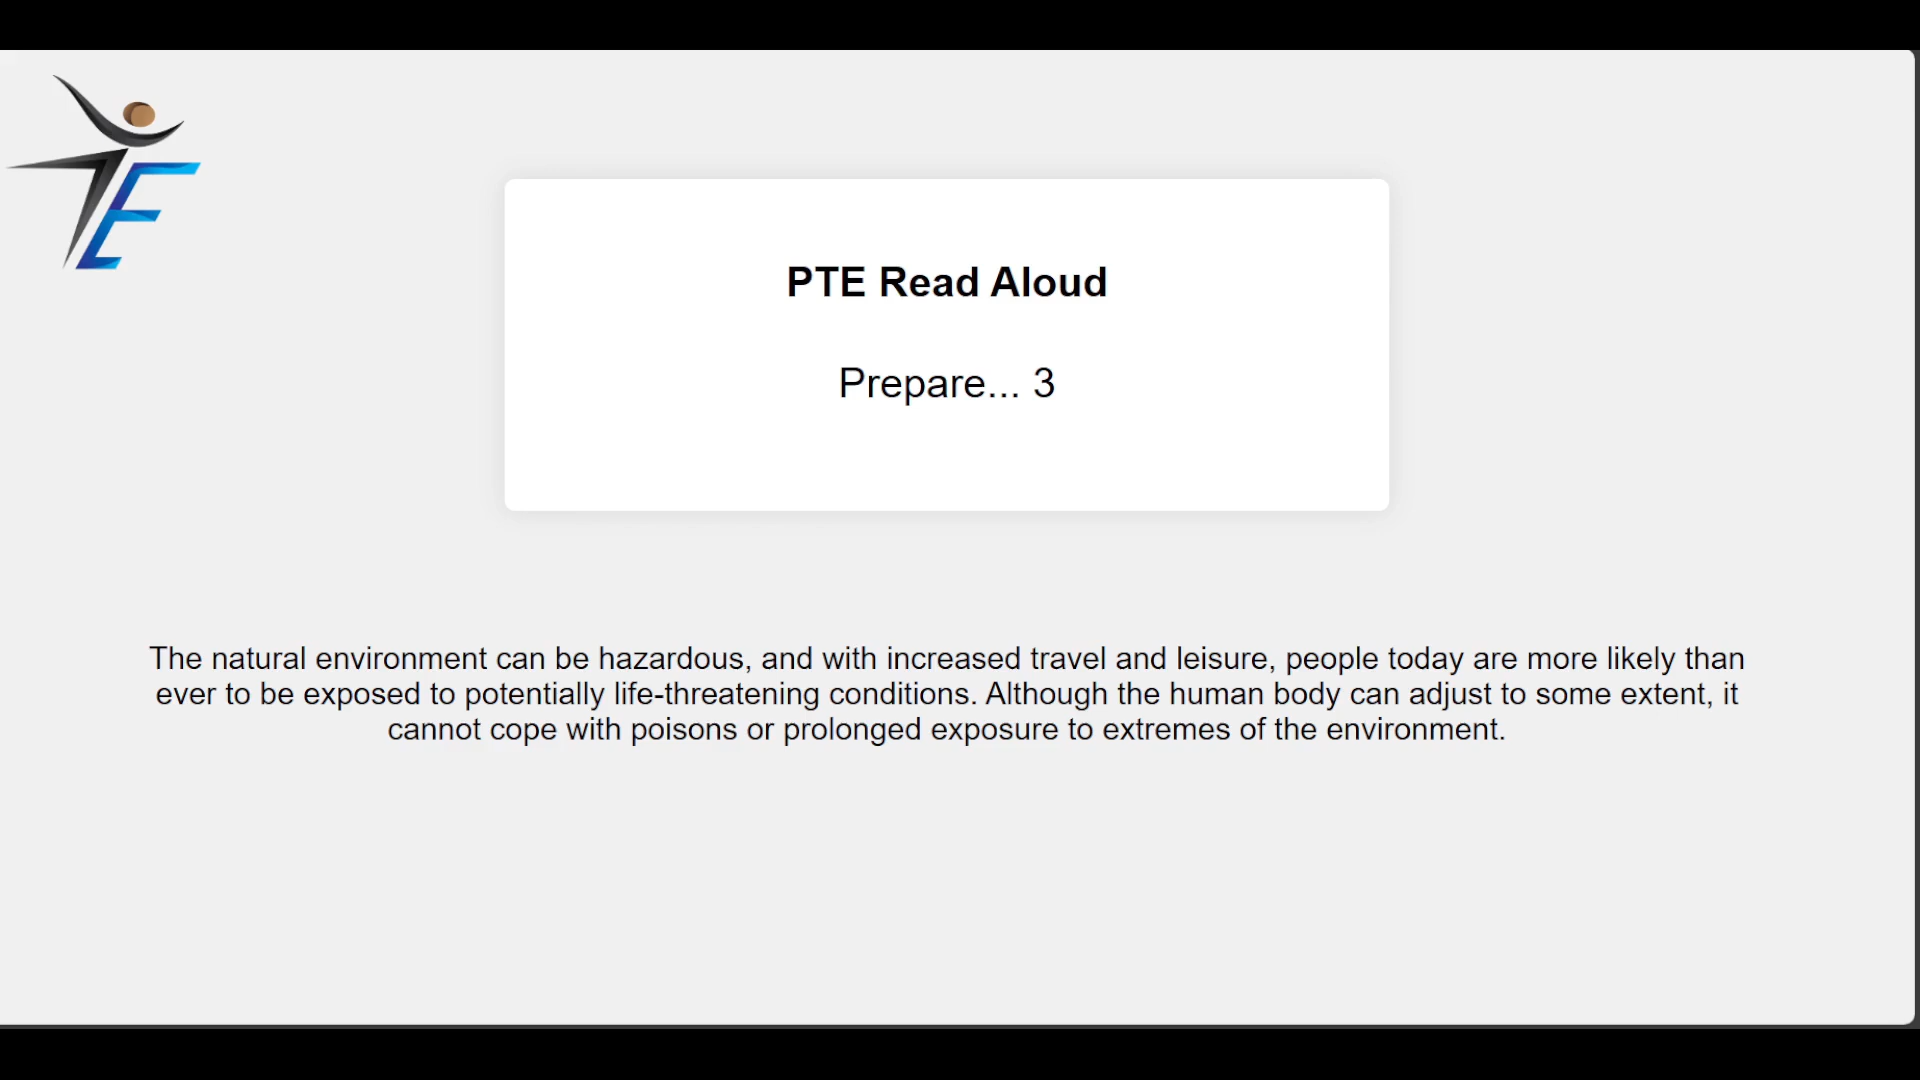 PTE Read Aloud
Prepare... 3
The natural environment can be hazardous, and with increased travel and leisure, people today are more likely than
ever to be exposed to potentially life-threatening conditions. Although the human body can adjust to some extent, it
cannot cope with poisons or prolonged exposure to extremes of the environment.